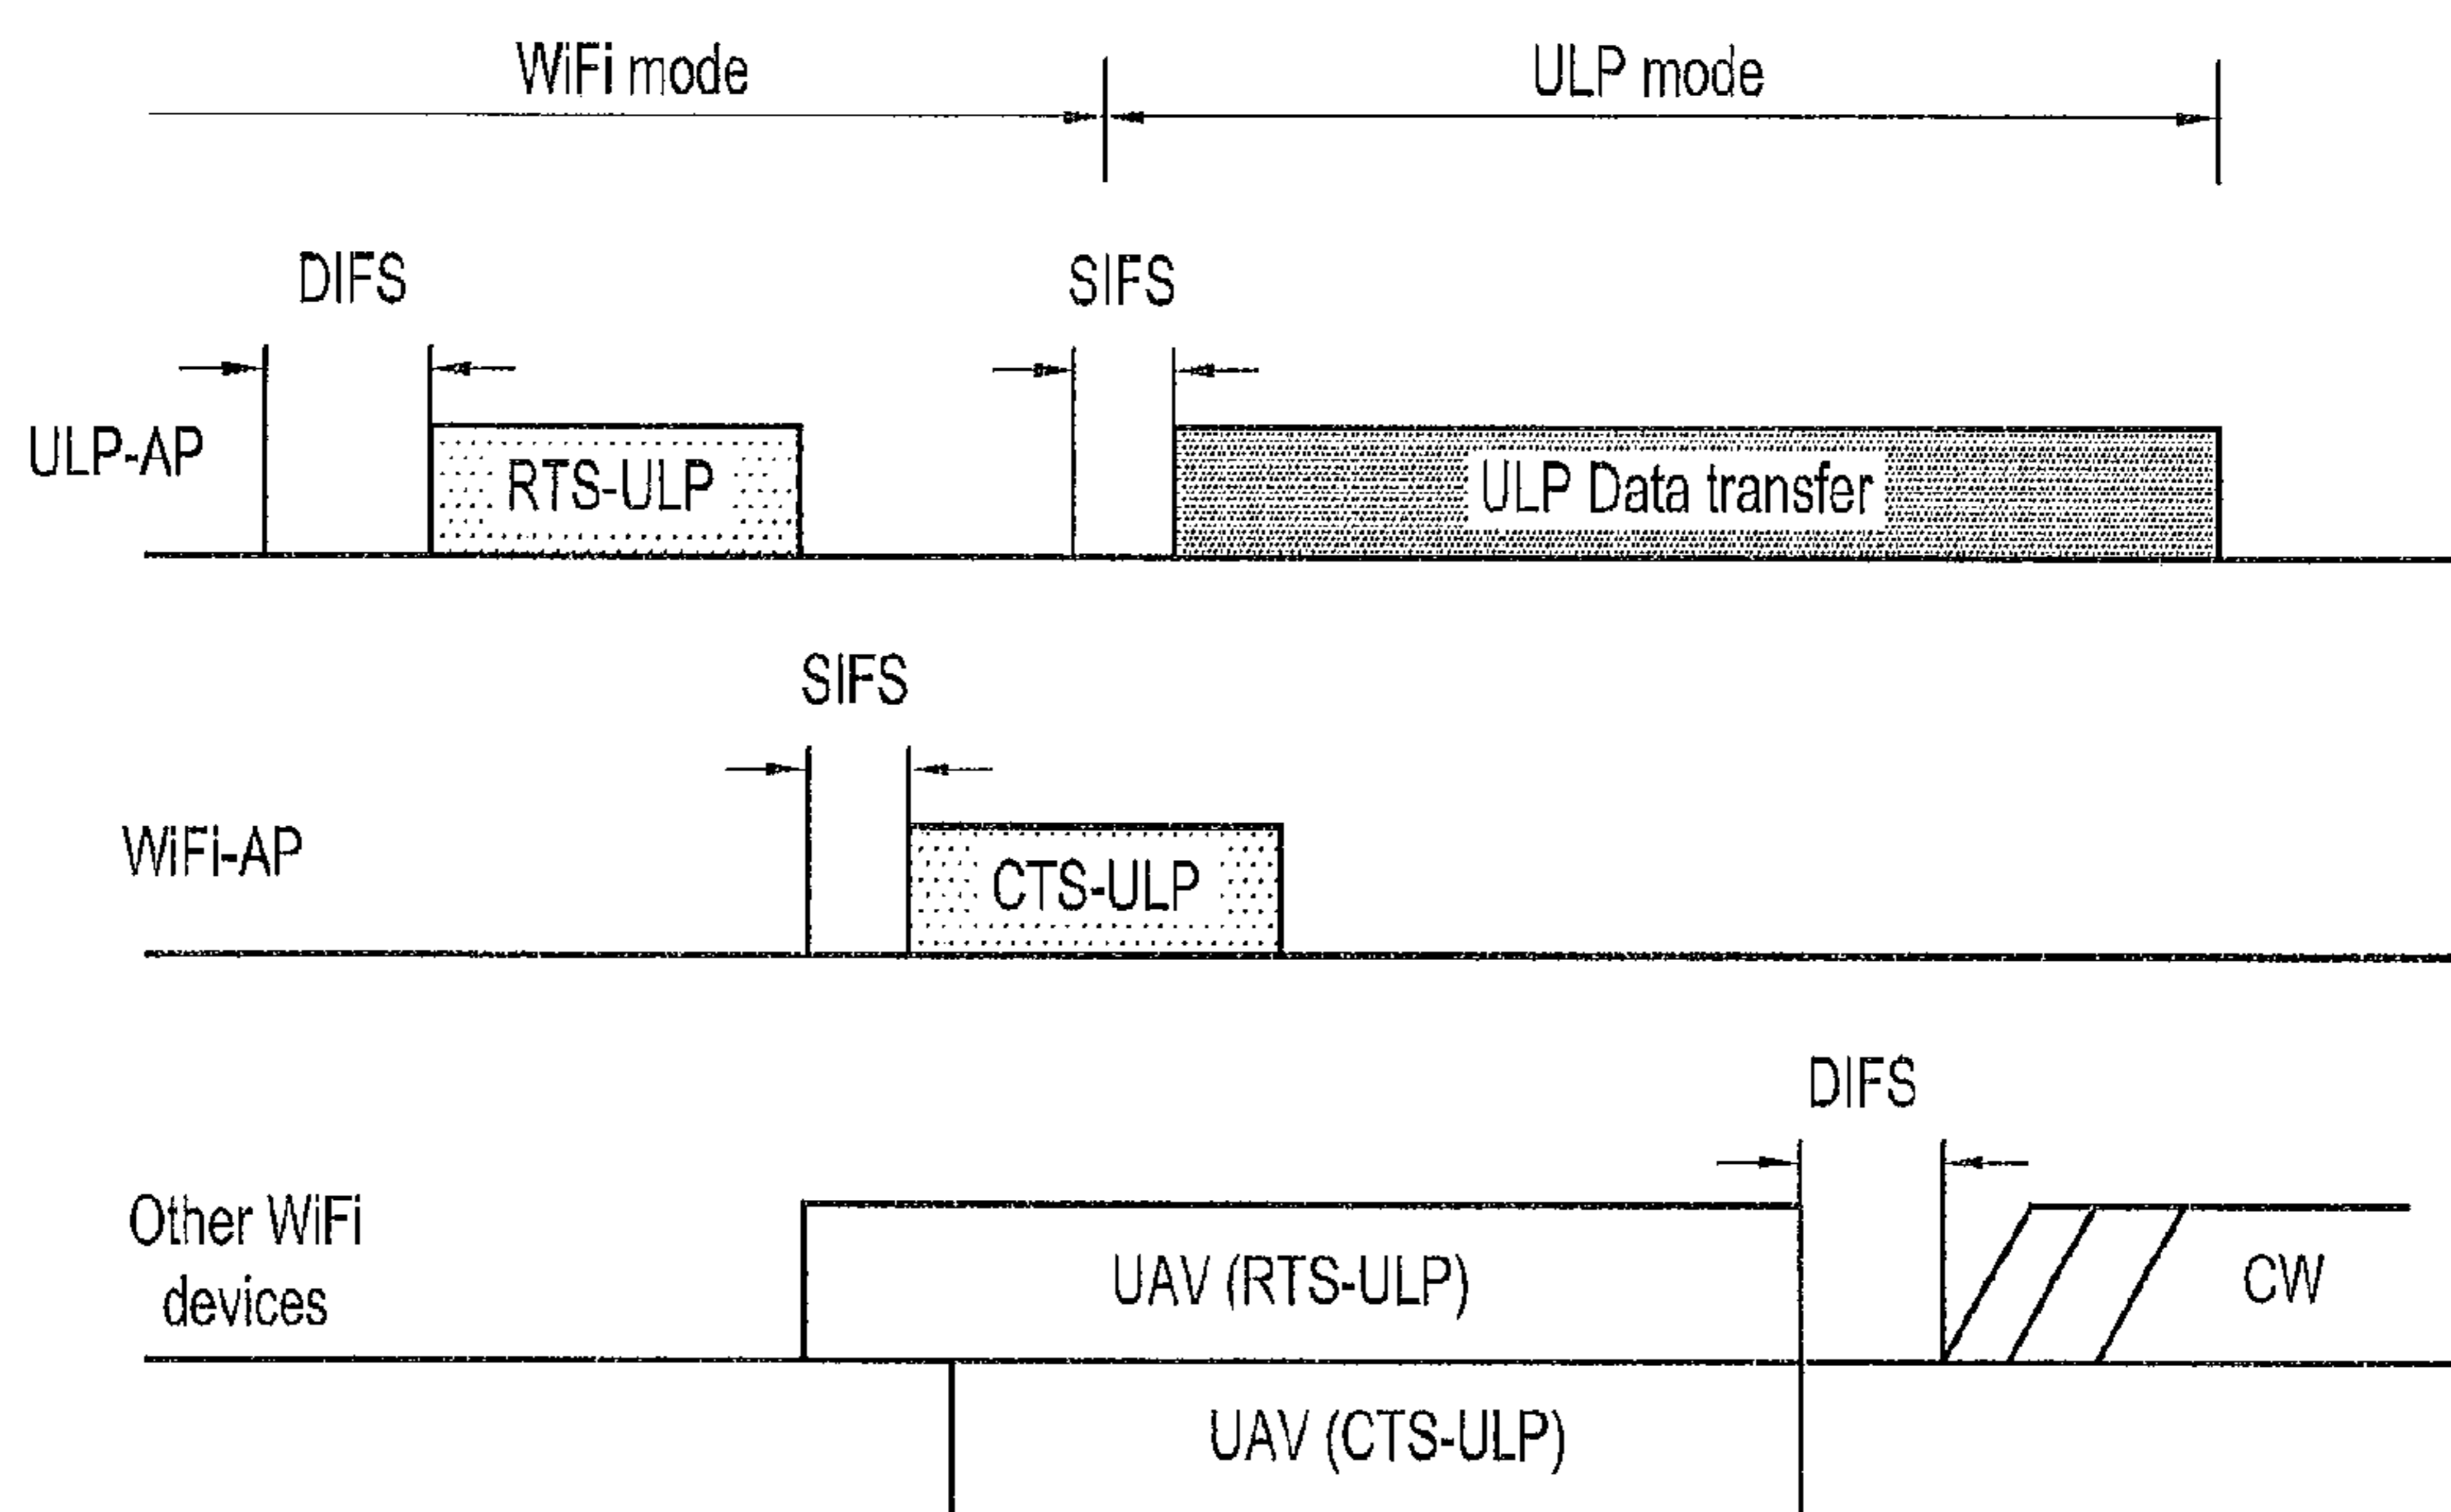 WiFi mode
ULP mode
DIFS
SIFS
ULP-AP
RTS-ULP
ULP Data transfer
SIFS
WiFi-AP
CTS-ULP
DIFS
Other WiFi
devices
UAV (RTS-ULP)
CW
UAV (CTS-ULP)